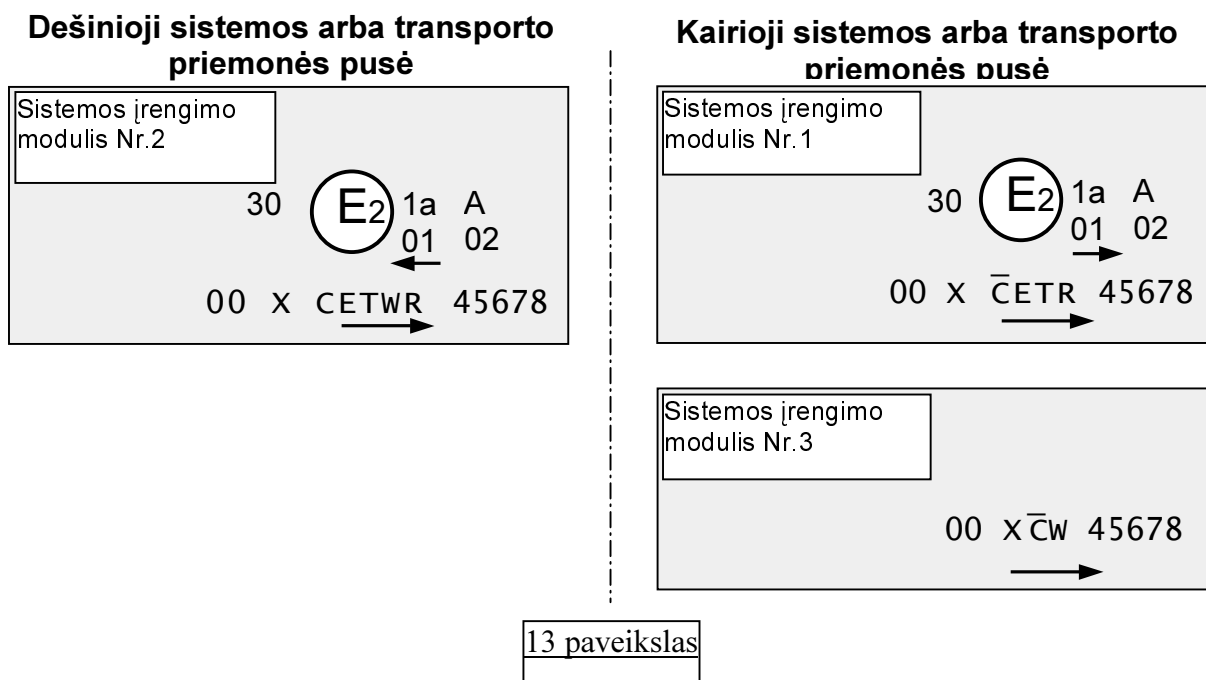 Dešinioji sistemos arba transporto
priemonės pusė
Sistemos įrengimo
modulis Nr.2
30 E2 1a A
01 02
00 X CETWR 45678
Kairioji sistemos arba transporto
priemonės pusė
Sistemos įrengimo
modulis Nr.1
30 E2 1a A
01 02
00 X C̅ETR 45678
Sistemos įrengimo
modulis Nr.3
00 X C̅W 45678
13 paveikslas